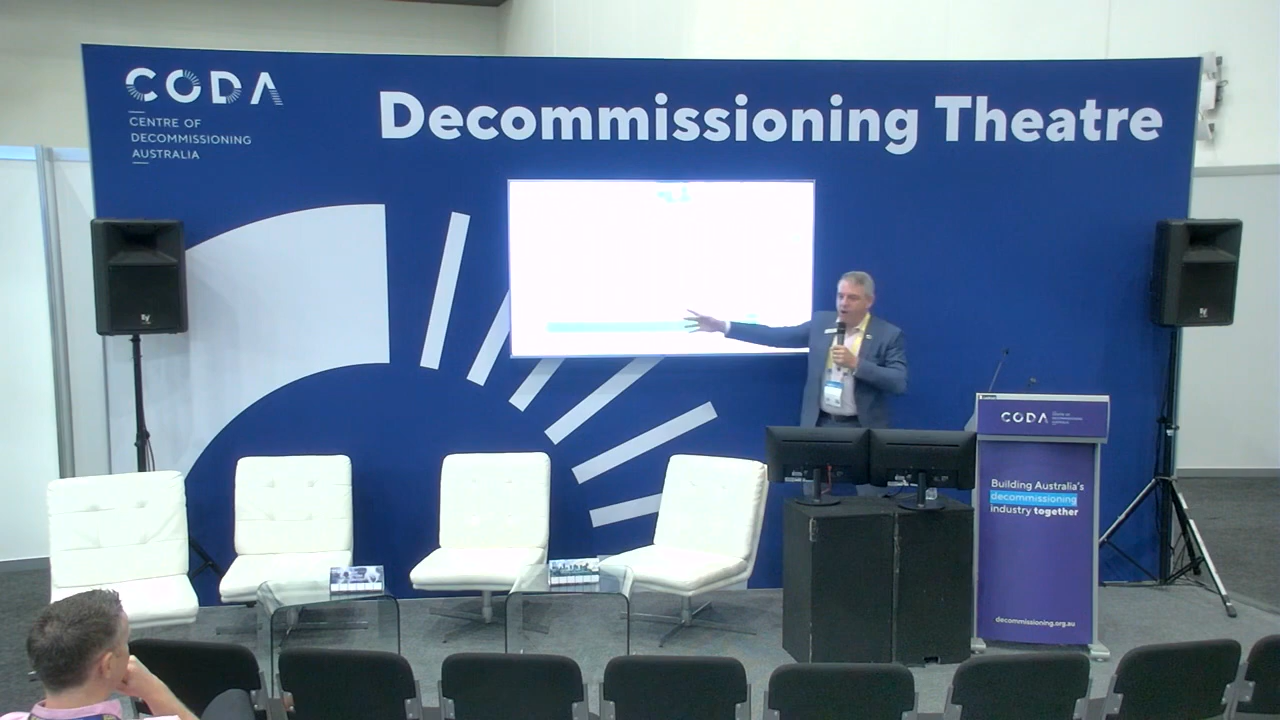 CODA
CENTRE OF
DECOMMISSIONING
AUSTRALIA
Decommissioning Theatre
CODA
Building Australia's
decommissioning
industry together
decommissioning.org.au